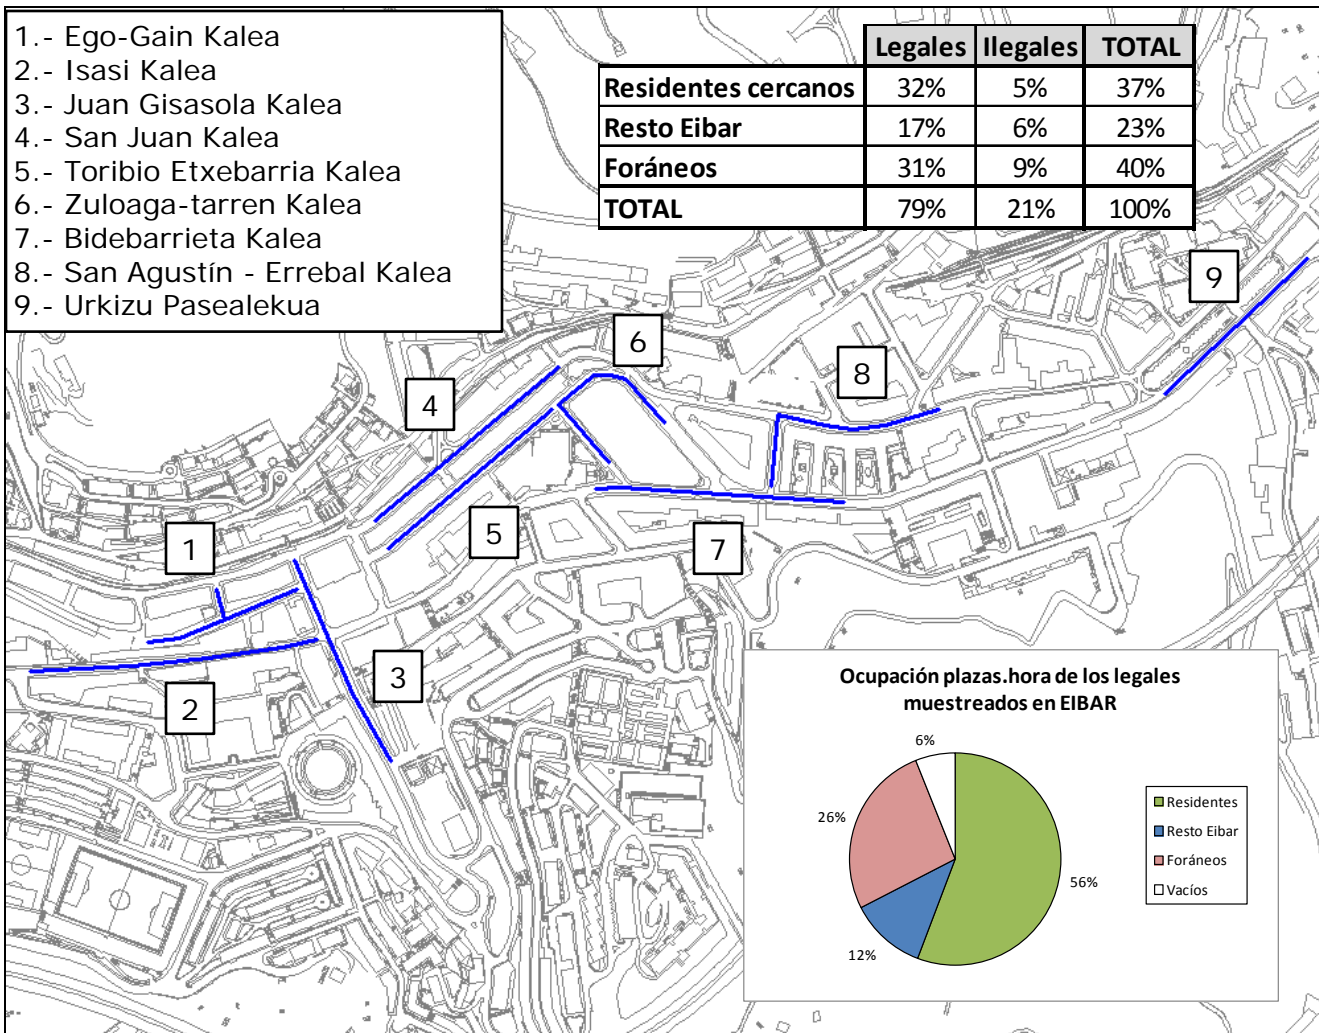 1.- Ego-Gain Kalea
2.- Isasi Kalea
3.- Juan Gisasola Kalea
4.- San Juan Kalea
5.- Toribio Etxebarria Kalea
6.- Zuloaga-tarren Kalea
7.- Bidebarrieta Kalea
8.- San Agustín - Errebal Kalea
9.- Urkizu Pasealekua
Legales Ilegales TOTAL
Residentes cercanos 32% 5% 37%
Resto Eibar 17% 6% 23%
Foráneos 31% 9% 40%
TOTAL 79% 21% 100%
9
6
8
4
5
1
7
3
2
Ocupación plazas.hora de los legales
muestreados en EIBAR
6%
26%
56%
12%
Residentes
Resto Eibar
Foráneos
Vacíos